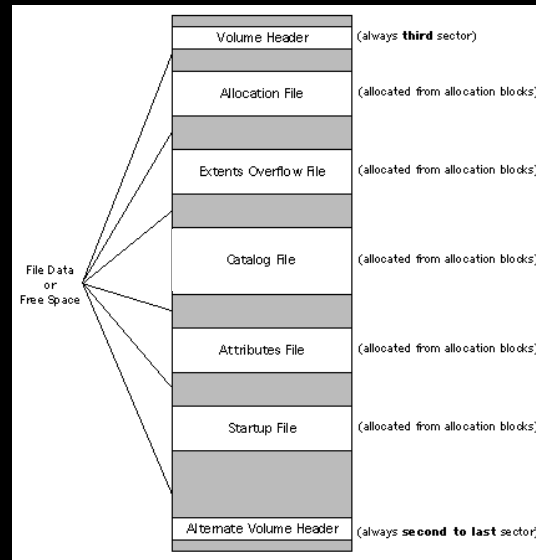 Volume Header
(always third sector)
Allocation File
(allocated from allocation blocks)
Extents Overflow File
(allocated from allocation blocks)
Catalog File
(allocated from allocation blocks)
File Data
or
Free Space
Attributes File
(allocated from allocation blocks)
Startup File
(allocated from allocation blocks)
Alternate Volume Header
(always second to last sector)